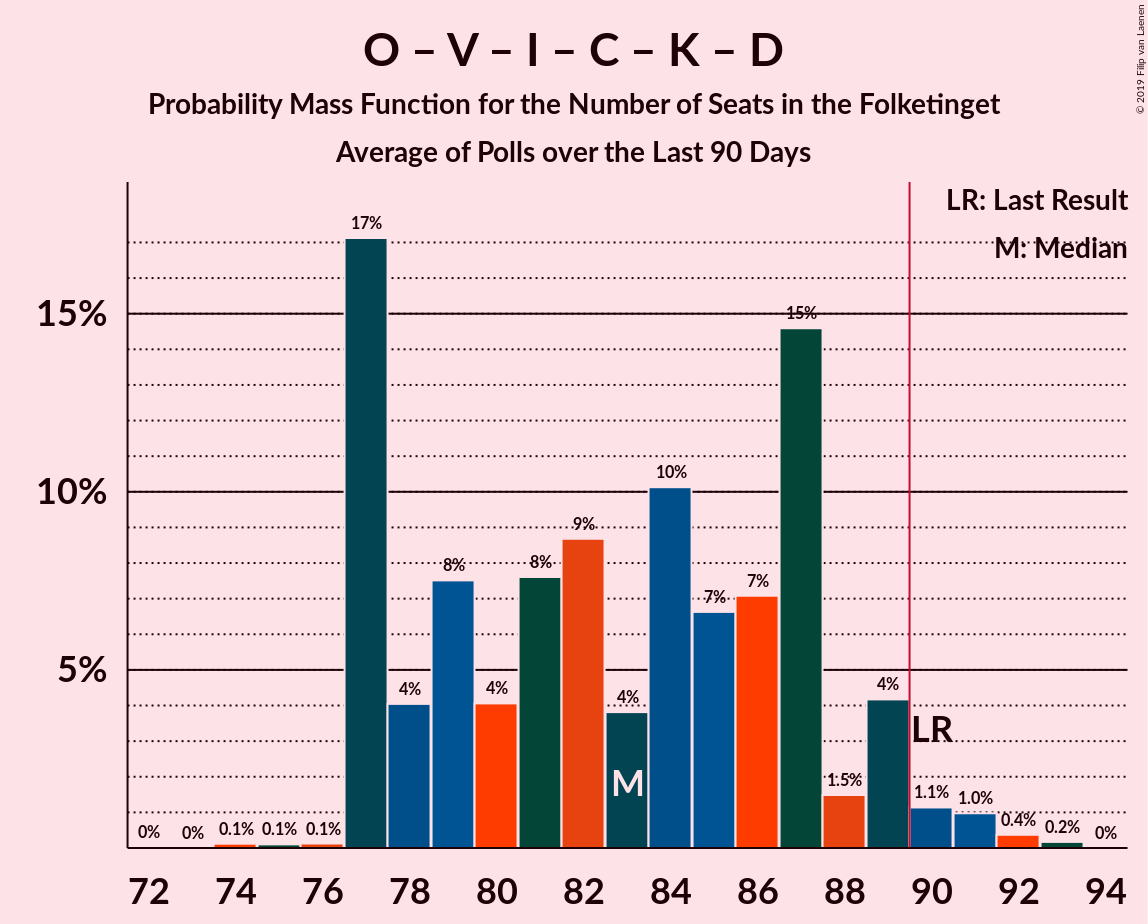 O – V – I – C – K – D
Probability Mass Function for the Number of Seats in the Folketinget
Average of Polls over the Last 90 Days
© 2019 Filip van Laenen
LR: Last Result
M: Median
15%
10%
5%
0%
0%
0.1%
0.1%
0.1%
17%
4%
8%
4%
8%
9%
4%
10%
7%
7%
15%
1.5%
4%
1.1%
1.0%
0.4%
0.2%
0%
LR
M
72 74 76 78 80 82 84 86 88 90 92 94